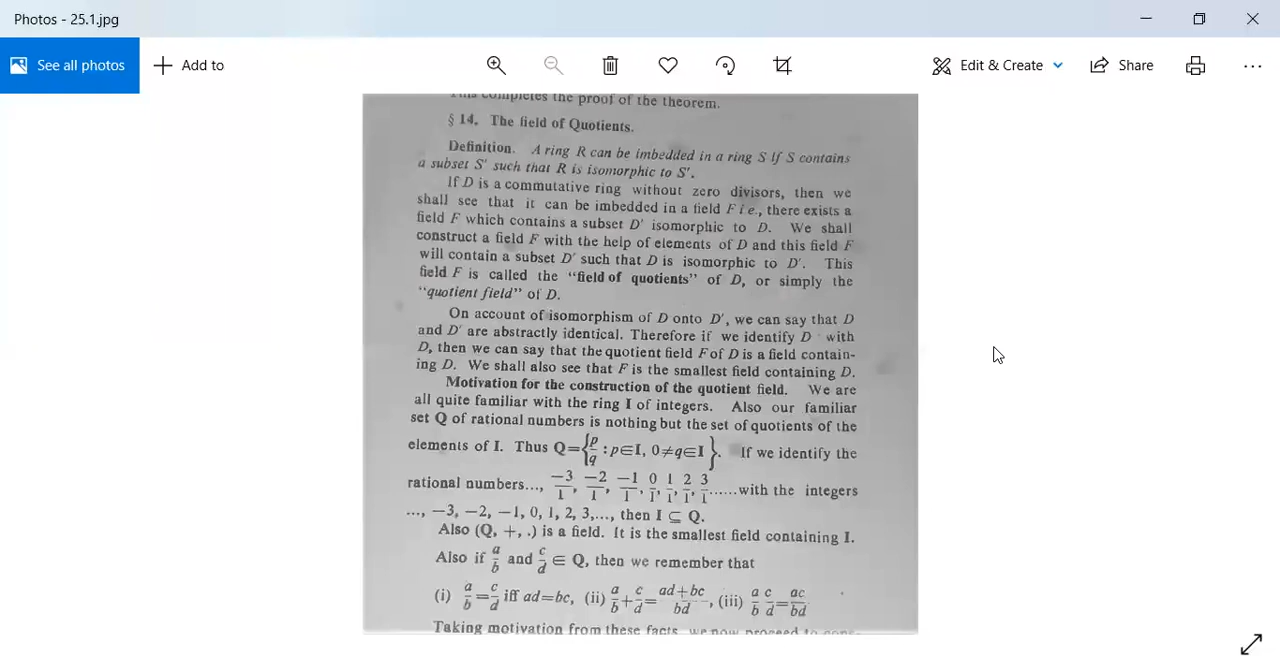 Photos - 25.1.jpg
See all photos
Add to
Edit & Create
Share
This completes the proof of the theorem.
§ 14. The field of Quotients.
Definition. A ring R can be imbedded in a ring S if S contains
a subset S′ such that R is isomorphic to S′.
If D is a commutative ring without zero divisors, then we
shall see that it can be imbedded in a field F i e., there exists a
field F which contains a subset D′ isomorphic to D. We shall
construct a field F with the help of elements of D and this field F
will contain a subset D′ such that D is isomorphic to D′. This
field F is called the “field of quotients” of D, or simply the
“quotient field” of D.
On account of isomorphism of D onto D′, we can say that D
and D′ are abstractly identical. Therefore if we identify D with
D, then we can say that the quotient field F of D is a field contain-
ing D. We shall also see that F is the smallest field containing D.
Motivation for the construction of the quotient field. We are
all quite familiar with the ring I of integers. Also our familiar
set Q of rational numbers is nothing but the set of quotients of the
elements of I. Thus Q={p/q : p∈I, 0≠q∈I}. If we identify the
rational numbers..., −3/1, −2/1, −1/1, 0/1, 1/1, 2/1, 3/1......with the integers
..., −3, −2, −1, 0, 1, 2, 3,..., then I ⊆ Q.
Also (Q, +, .) is a field. It is the smallest field containing I.
Also if a/b and c/d ∈ Q, then we remember that
(i) a/b=c/d iff ad=bc, (ii) a/b+c/d=ad+bc/bd, (iii) a/b c/d=ac/bd
Taking motivation from these facts, we now proceed to cons-